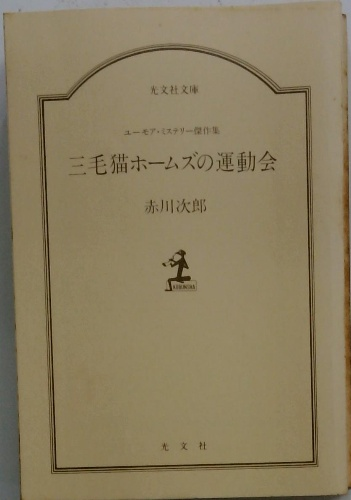 光文社文庫
ユーモア・ミステリー傑作集
三毛猫ホームズの運動会
赤川次郎
KOBUNSHA
光文社